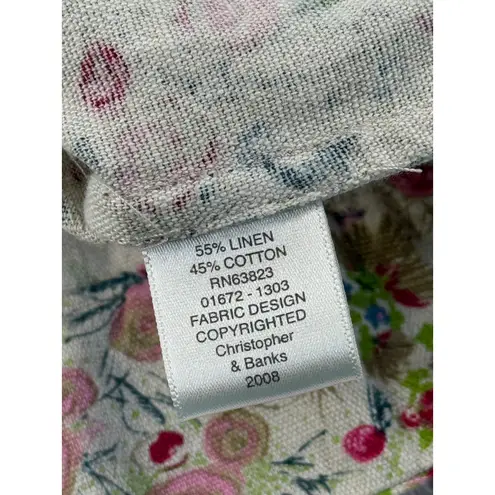 55% LINEN
45% COTTON
RN63823
01672 - 1303
FABRIC DESIGN
COPYRIGHTED
Christopher
& Banks
2008